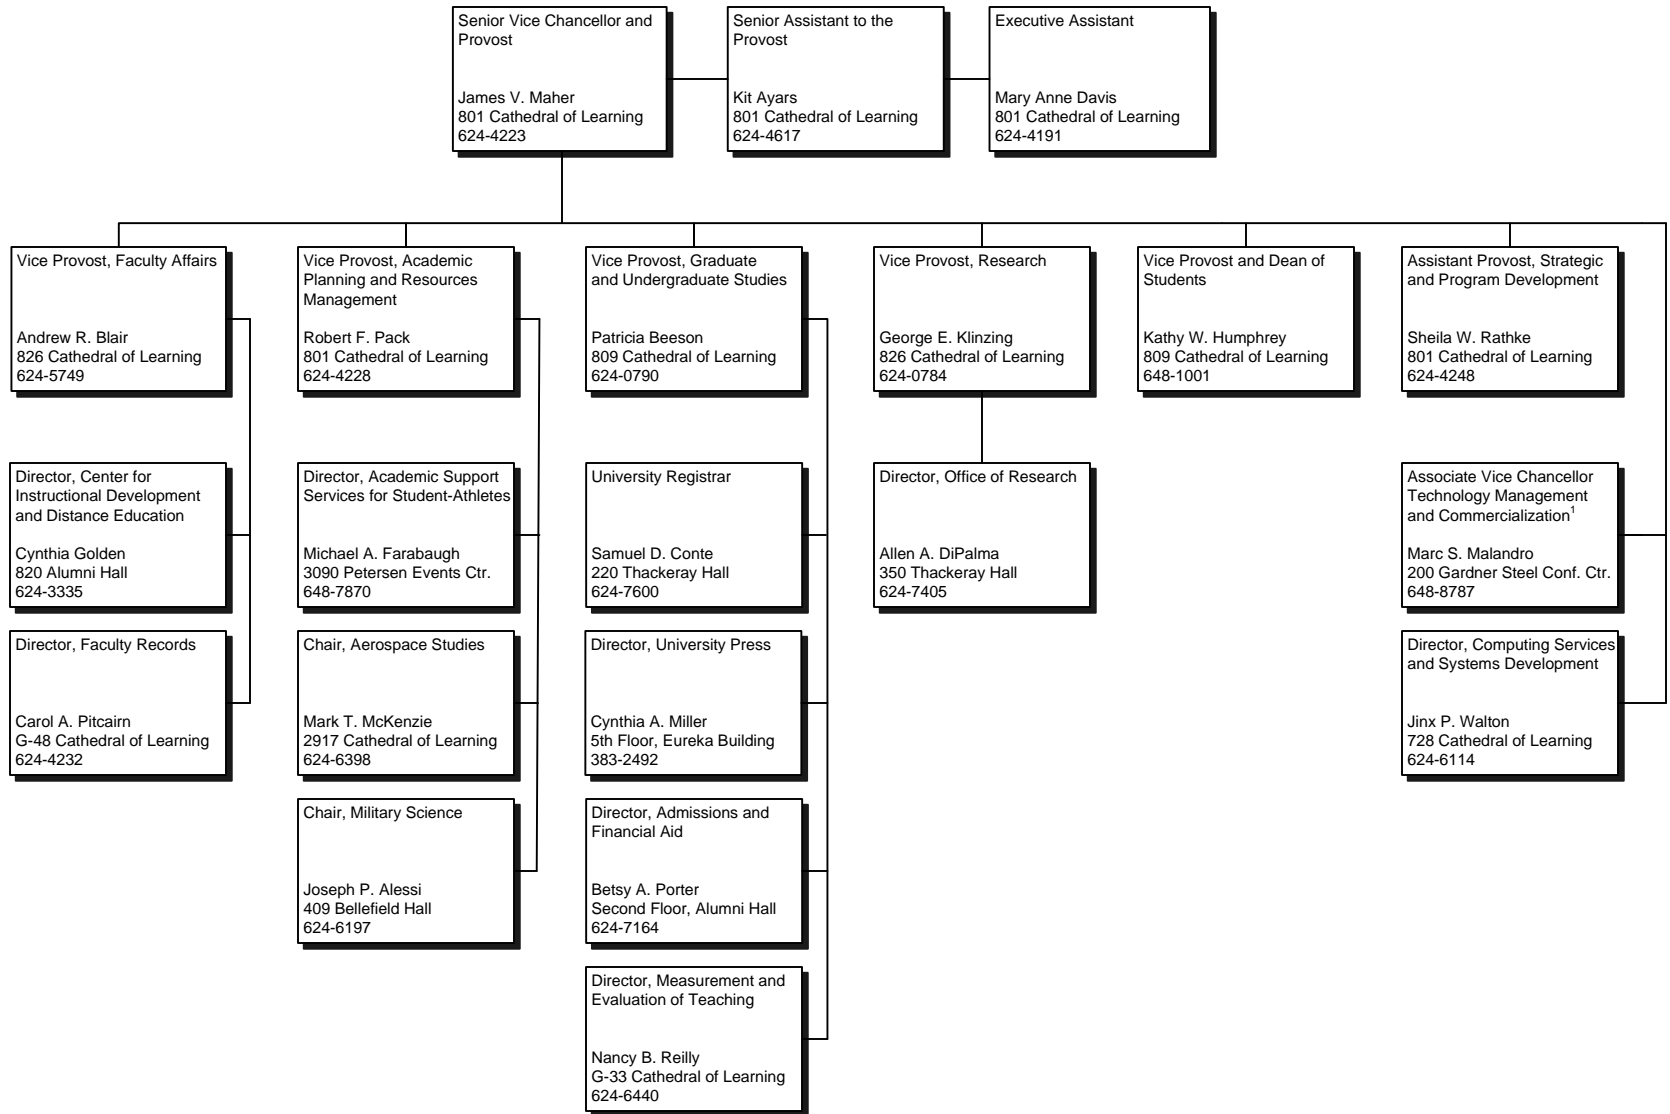 Senior Vice Chancellor and
Provost
James V. Maher
801 Cathedral of Learning
624-4223
Senior Assistant to the
Provost
Kit Ayars
801 Cathedral of Learning
624-4617
Executive Assistant
Mary Anne Davis
801 Cathedral of Learning
624-4191
Vice Provost, Faculty Affairs
Andrew R. Blair
826 Cathedral of Learning
624-5749
Vice Provost, Academic
Planning and Resources
Management
Robert F. Pack
801 Cathedral of Learning
624-4228
Vice Provost, Graduate
and Undergraduate Studies
Patricia Beeson
809 Cathedral of Learning
624-0790
Vice Provost, Research
George E. Klinzing
826 Cathedral of Learning
624-0784
Vice Provost and Dean of
Students
Kathy W. Humphrey
809 Cathedral of Learning
648-1001
Assistant Provost, Strategic
and Program Development
Sheila W. Rathke
801 Cathedral of Learning
624-4248
Director, Center for
Instructional Development
and Distance Education
Cynthia Golden
820 Alumni Hall
624-3335
Director, Academic Support
Services for Student-Athletes
Michael A. Farabaugh
3090 Petersen Events Ctr.
648-7870
University Registrar
Samuel D. Conte
220 Thackeray Hall
624-7600
Director, Office of Research
Allen A. DiPalma
350 Thackeray Hall
624-7405
Associate Vice Chancellor
Technology Management
and Commercialization¹
Marc S. Malandro
200 Gardner Steel Conf. Ctr.
648-8787
Director, Faculty Records
Carol A. Pitcairn
G-48 Cathedral of Learning
624-4232
Chair, Aerospace Studies
Mark T. McKenzie
2917 Cathedral of Learning
624-6398
Director, University Press
Cynthia A. Miller
5th Floor, Eureka Building
383-2492
Director, Computing Services
and Systems Development
Jinx P. Walton
728 Cathedral of Learning
624-6114
Chair, Military Science
Joseph P. Alessi
409 Bellefield Hall
624-6197
Director, Admissions and
Financial Aid
Betsy A. Porter
Second Floor, Alumni Hall
624-7164
Director, Measurement and
Evaluation of Teaching
Nancy B. Reilly
G-33 Cathedral of Learning
624-6440